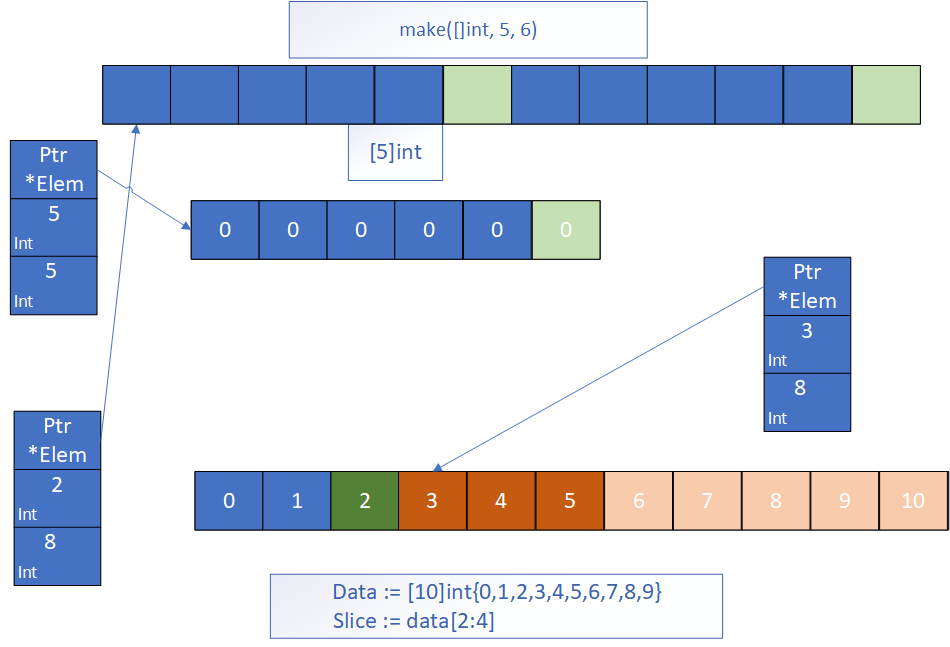 make([]int, 5, 6)
[5]int
Ptr
*Elem
5
Int
5
Int
0 0 0 0 0 0
Ptr
*Elem
3
Int
8
Int
Ptr
*Elem
2
Int
8
Int
0 1 2 3 4 5 6 7 8 9 10
Data := [10]int{0,1,2,3,4,5,6,7,8,9}
Slice := data[2:4]